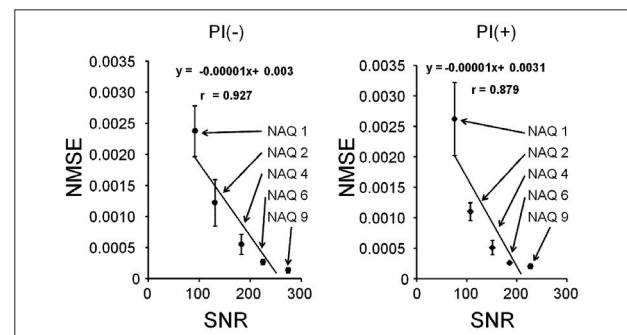 PI(-)
y = -0.00001x+ 0.003
r = 0.927
NMSE
0.0035
0.003
0.0025
0.002
0.0015
0.001
0.0005
0
NAQ 1
NAQ 2
NAQ 4
NAQ 6
NAQ 9
0 100 200 300
SNR
PI(+)
y = -0.00001x+ 0.0031
r = 0.879
NMSE
0.0035
0.0030
0.0025
0.0020
0.0015
0.0010
0.0005
0
NAQ 1
NAQ 2
NAQ 4
NAQ 6
NAQ 9
0 100 200 300
SNR